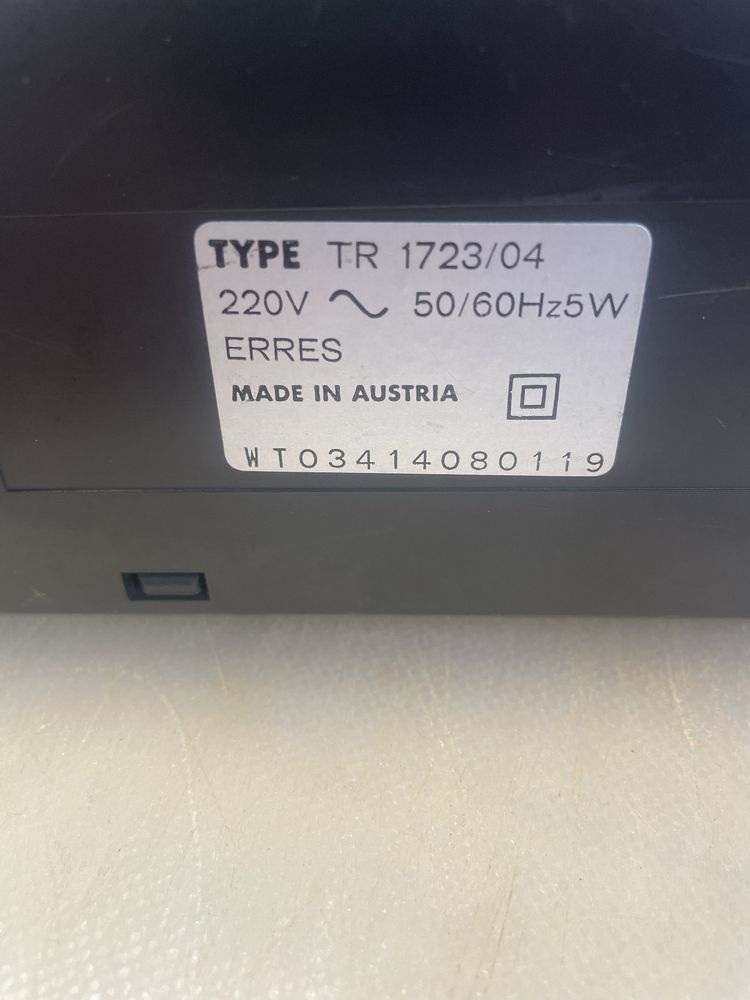 TYPE TR 1723/04
220V ~ 50/60Hz5W
ERRES
MADE IN AUSTRIA
WT03414080119